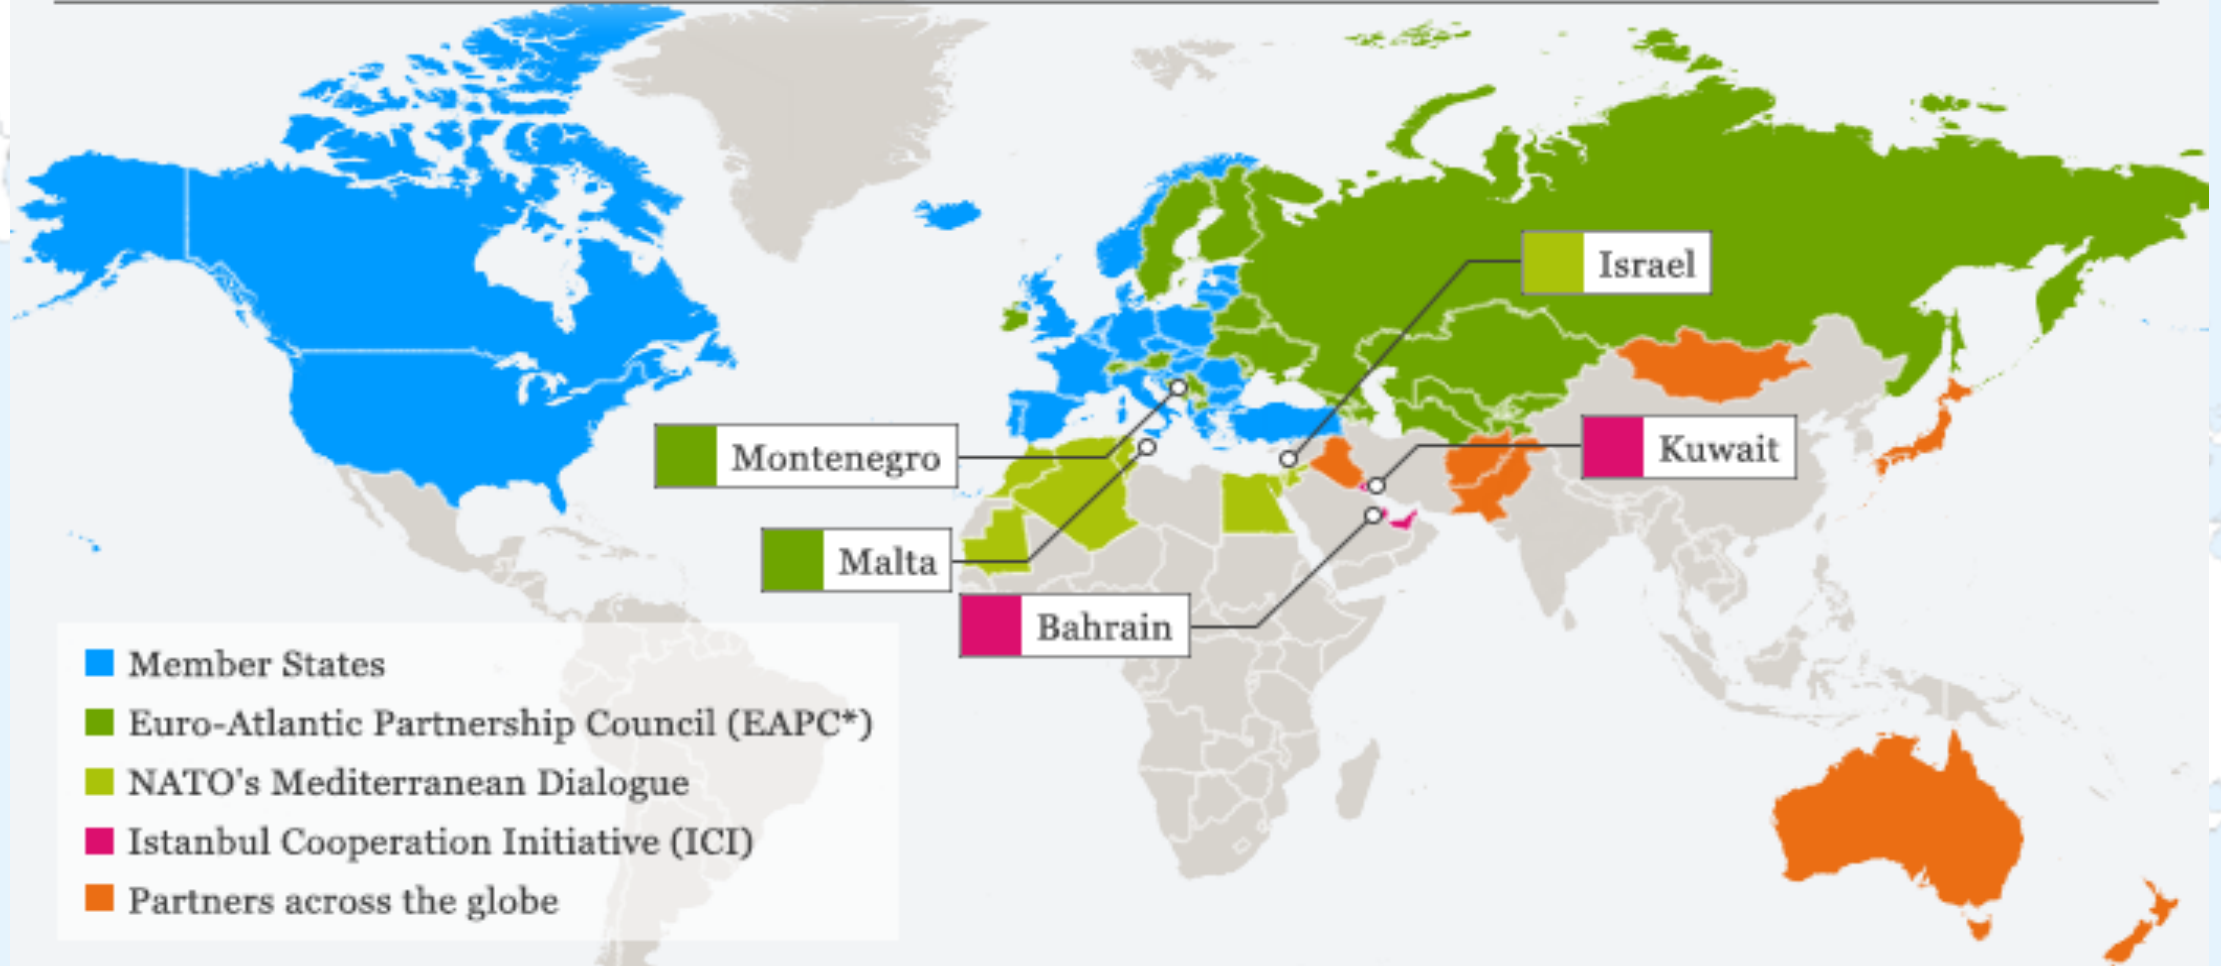 Israel
Montenegro
Kuwait
Malta
Bahrain
Member States
Euro-Atlantic Partnership Council (EAPC*)
NATO's Mediterranean Dialogue
Istanbul Cooperation Initiative (ICI)
Partners across the globe